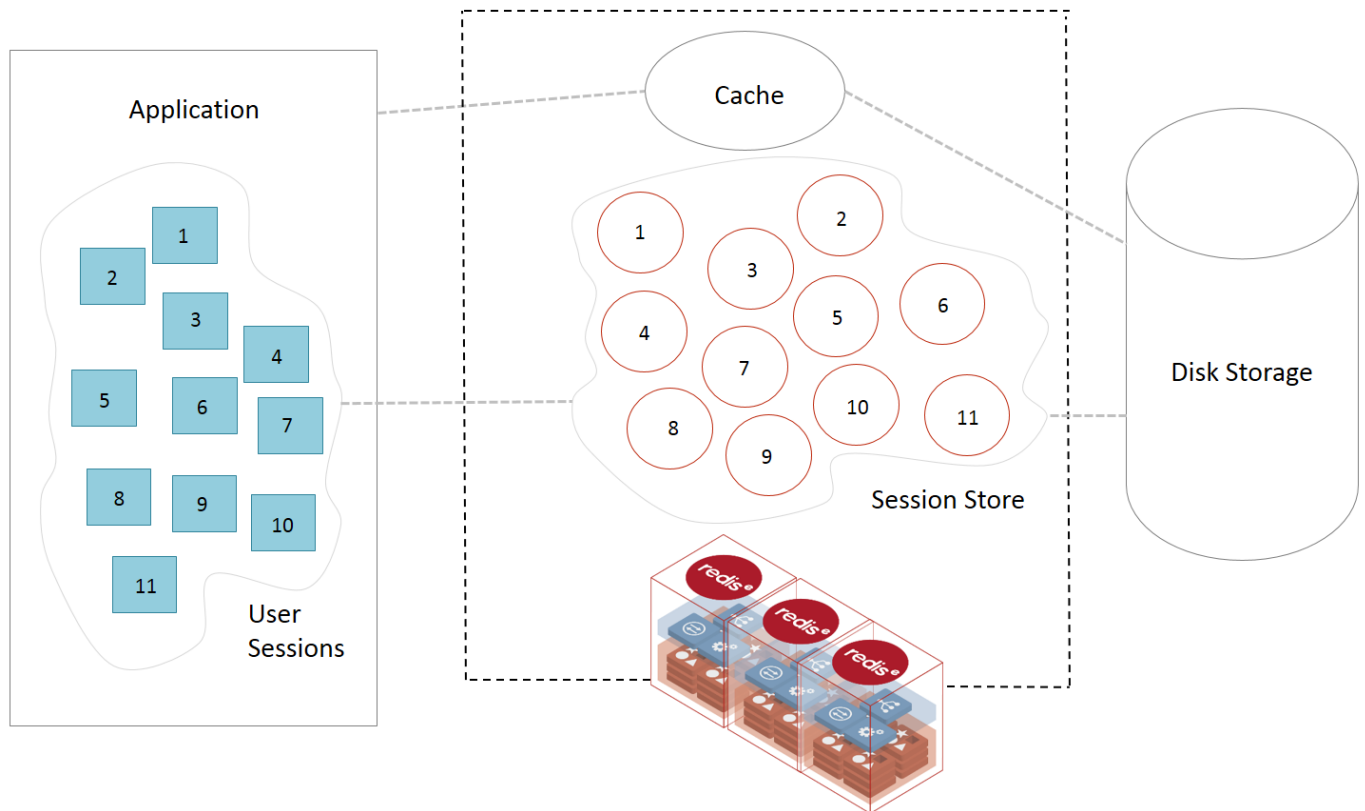 Application
1
2
3
4
5
6
7
8
9
10
11
User
Sessions
Cache
1
2
3
4
5
6
7
8
9
10
11
Session Store
redis e
redis e
redis e
Disk Storage